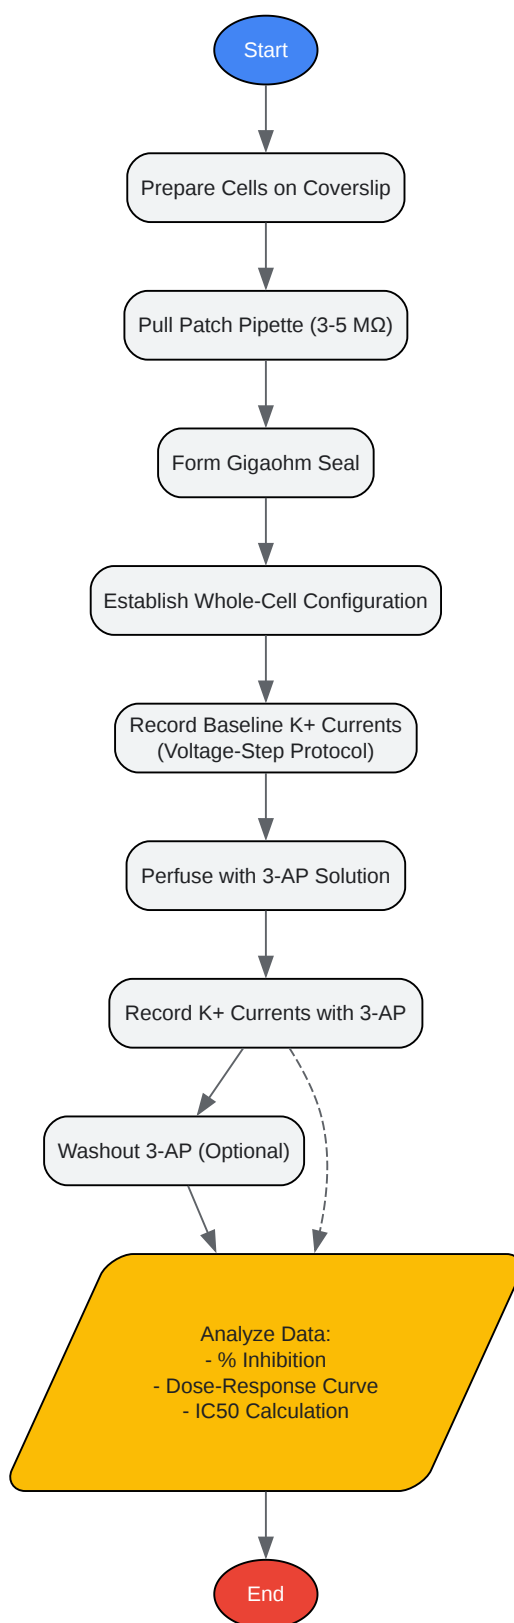 Start
Prepare Cells on Coverslip
Pull Patch Pipette (3-5 MΩ)
Form Gigaohm Seal
Establish Whole-Cell Configuration
Record Baseline K+ Currents
(Voltage-Step Protocol)
Perfuse with 3-AP Solution
Record K+ Currents with 3-AP
Washout 3-AP (Optional)
Analyze Data:
- % Inhibition
- Dose-Response Curve
- IC50 Calculation
End